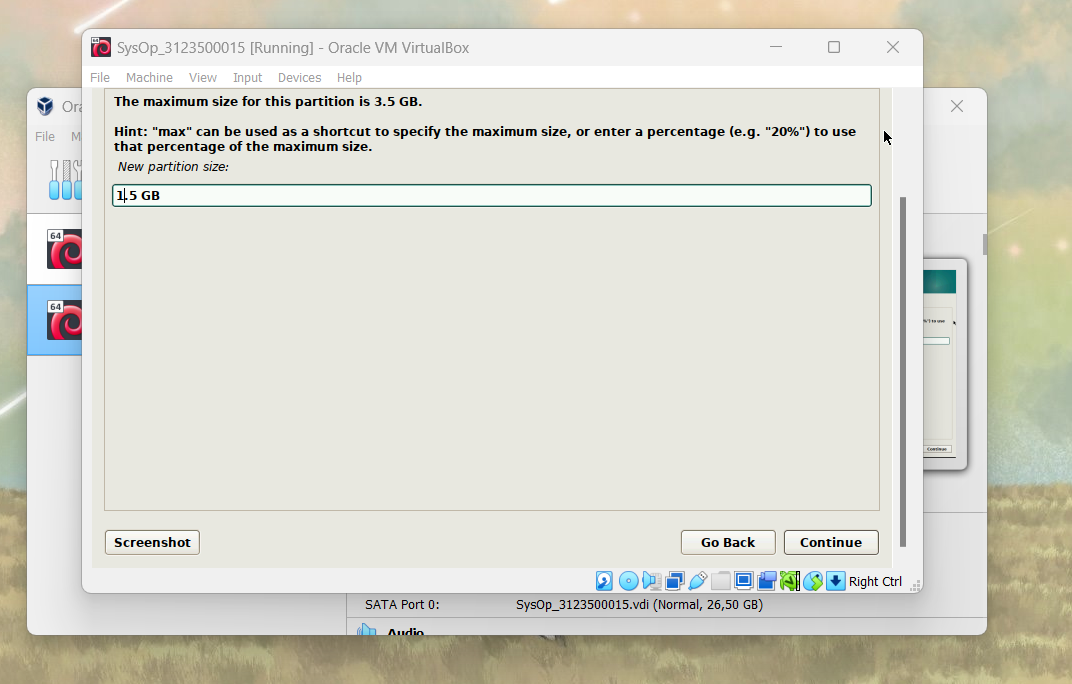 SysOp_3123500015 [Running] - Oracle VM VirtualBox
File Machine View Input Devices Help
The maximum size for this partition is 3.5 GB.
Hint: "max" can be used as a shortcut to specify the maximum size, or enter a percentage (e.g. "20%") to use
that percentage of the maximum size.
New partition size:
1.5 GB
Screenshot
Go Back
Continue
Right Ctrl
Ora
File M
64
64
to use
Continue
SATA Port 0: SysOp_3123500015.vdi (Normal, 26,50 GB)
Audio